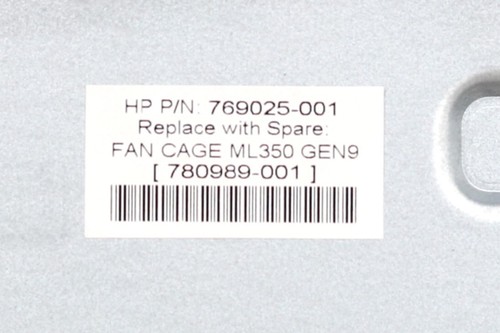 HP P/N: 769025-001
Replace with Spare:
FAN CAGE ML350 GEN9
[ 780989-001 ]